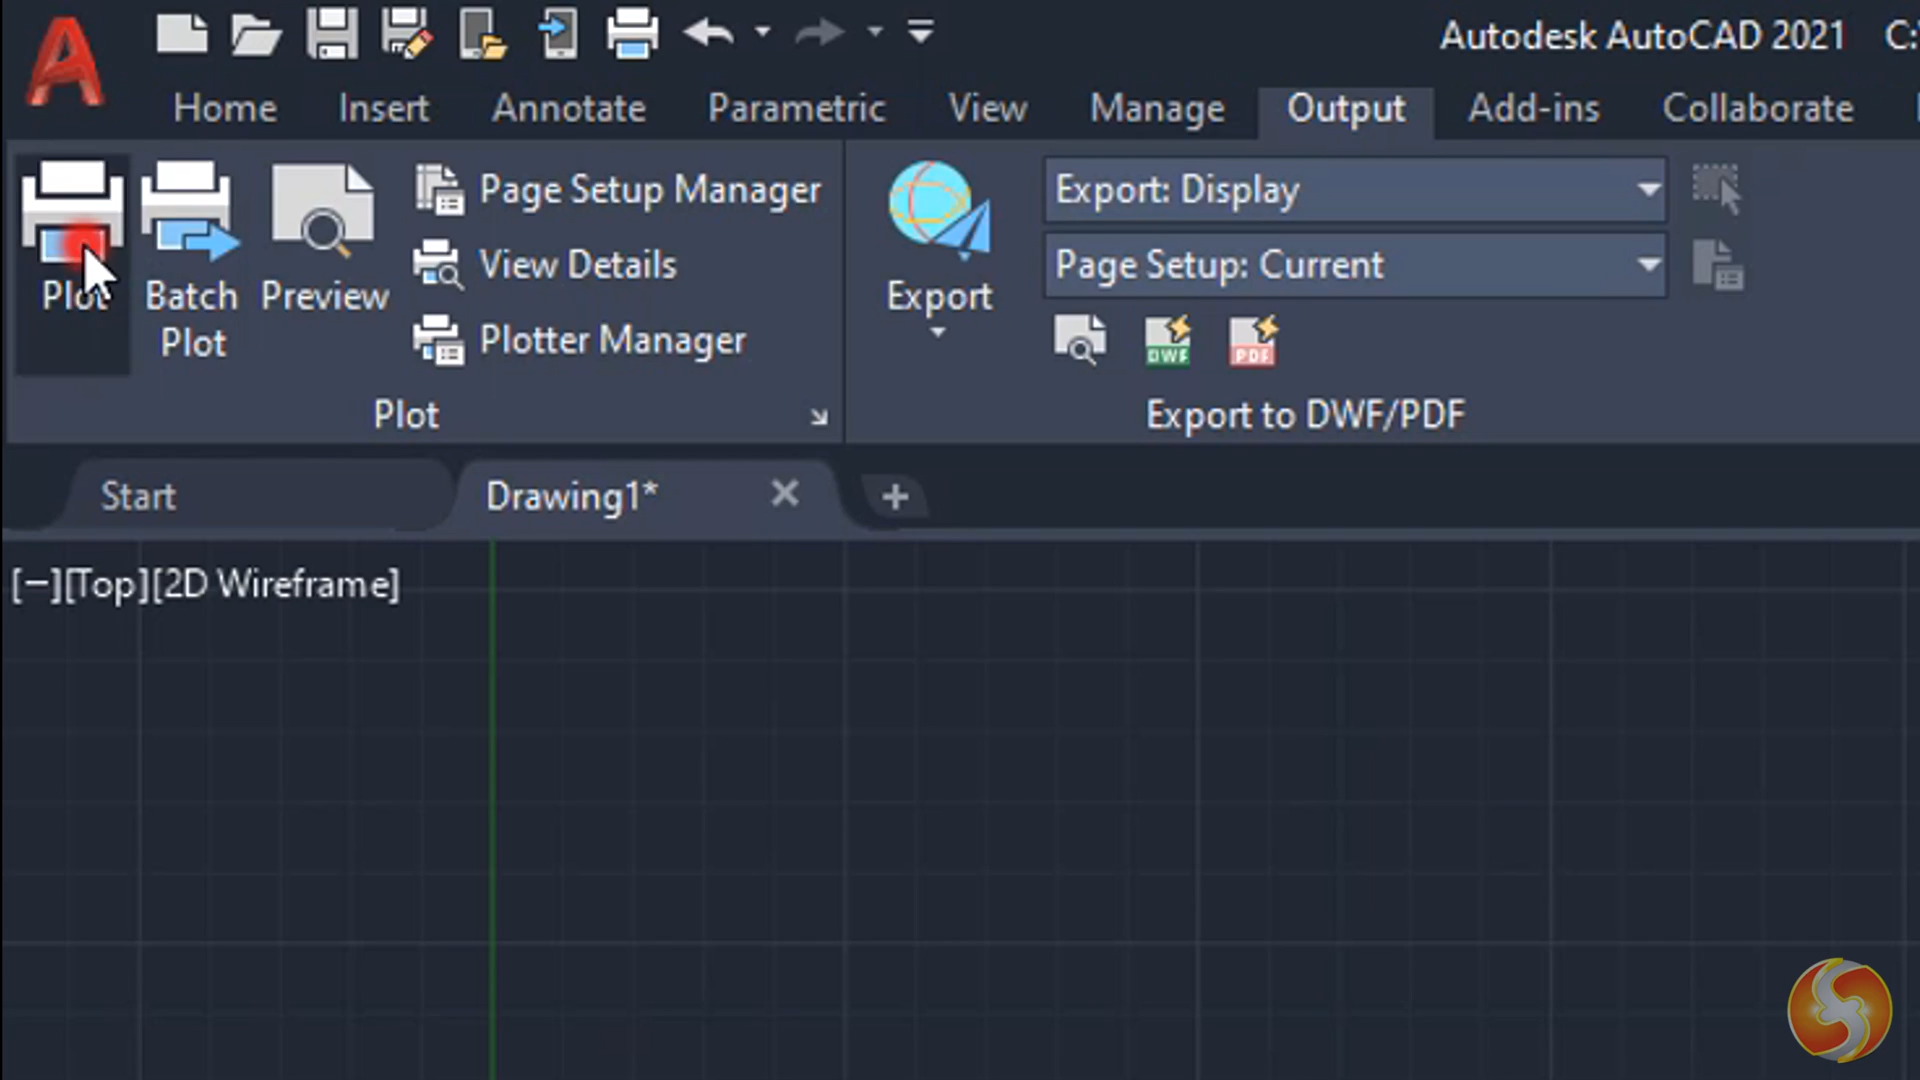 Autodesk AutoCAD 2021 C:
Home Insert Annotate Parametric View Manage Output Add-ins Collaborate
Plot
Batch Plot
Preview
Page Setup Manager
View Details
Plotter Manager
Plot
Export
Export: Display
Page Setup: Current
DWF PDF
Export to DWF/PDF
Start Drawing1*
[−][Top][2D Wireframe]